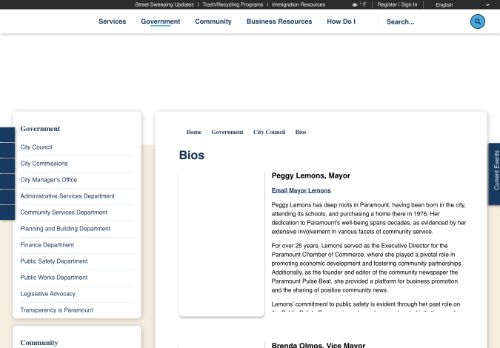 Street Sweeping Updates | Trash/Recycling Programs | Immigration Resources
° F
Register | Sign In
English
Services
Government
Community
Business Resources
How Do I
Search...
Government
City Council
City Commissions
City Manager's Office
Administrative Services Department
Community Services Department
Planning and Building Department
Finance Department
Public Safety Department
Public Works Department
Legislative Advocacy
Transparency is Paramount
Community
Home
Government
City Council
Bios
Bios
Peggy Lemons, Mayor
Email Mayor Lemons
Peggy Lemons has deep roots in Paramount, having been born in the city,
attending its schools, and purchasing a home there in 1978. Her
dedication to Paramount's well-being spans decades, as evidenced by her
extensive involvement in various facets of community service.
For over 25 years, Lemons served as the Executive Director for the
Paramount Chamber of Commerce, where she played a pivotal role in
promoting economic development and fostering community partnerships.
Additionally, as the founder and editor of the community newspaper the
Paramount Pulse Beat, she provided a platform for business promotion
and the sharing of positive community news.
Lemons' commitment to public safety is evident through her past role on
Brenda Olmos, Vice Mayor
Current Events